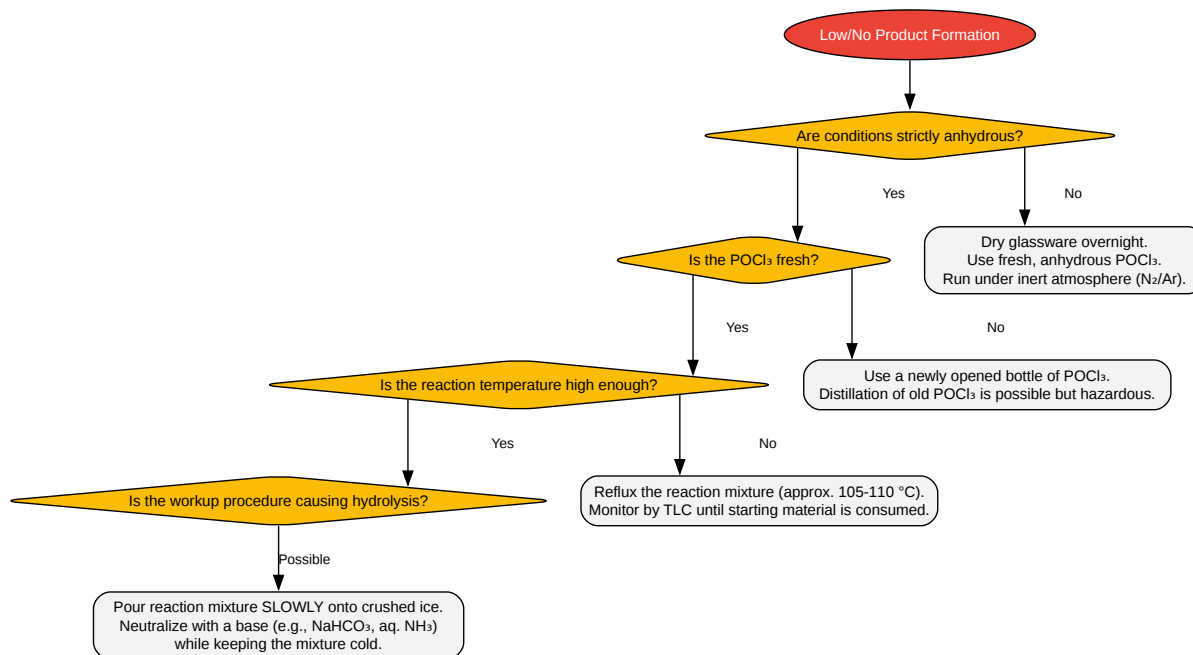 Low/No Product Formation
Are conditions strictly anhydrous?
Yes
No
Dry glassware overnight.
Use fresh, anhydrous POCl₃.
Run under inert atmosphere (N₂/Ar).
Is the POCl₃ fresh?
Yes
No
Use a newly opened bottle of POCl₃.
Distillation of old POCl₃ is possible but hazardous.
Is the reaction temperature high enough?
Yes
No
Reflux the reaction mixture (approx. 105-110 °C).
Monitor by TLC until starting material is consumed.
Is the workup procedure causing hydrolysis?
Possible
Pour reaction mixture SLOWLY onto crushed ice.
Neutralize with a base (e.g., NaHCO₃, aq. NH₃)
while keeping the mixture cold.